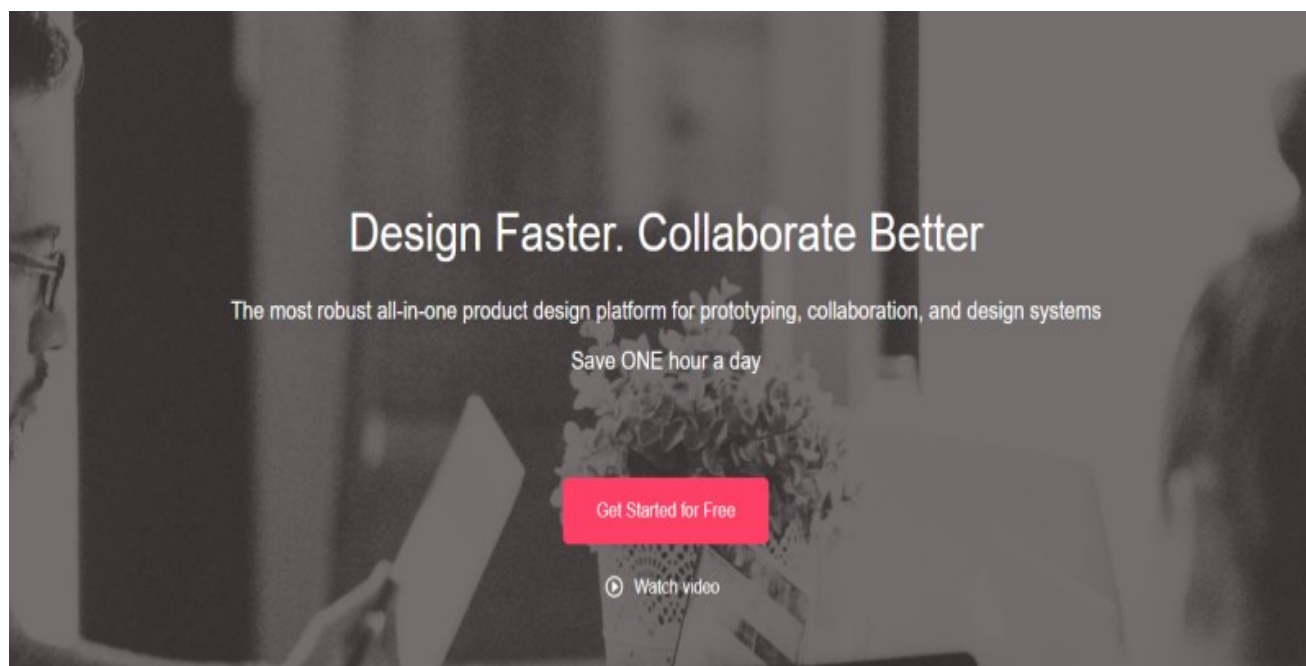 Design Faster. Collaborate Better
The most robust all-in-one product design platform for prototyping, collaboration, and design systems
Save ONE hour a day
Get Started for Free
Watch video